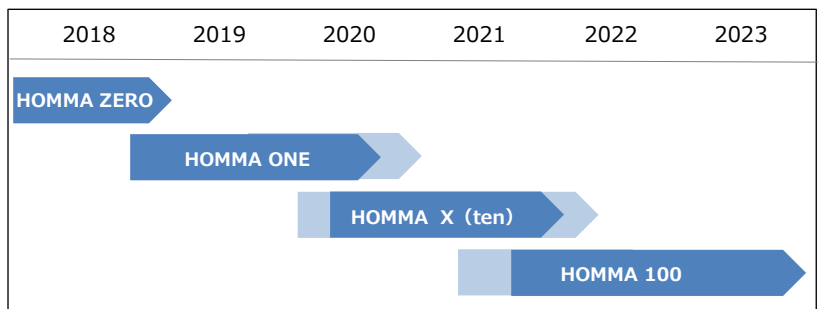 2018 2019 2020 2021 2022 2023
HOMMA ZERO
HOMMA ONE
HOMMA X（ten）
HOMMA 100